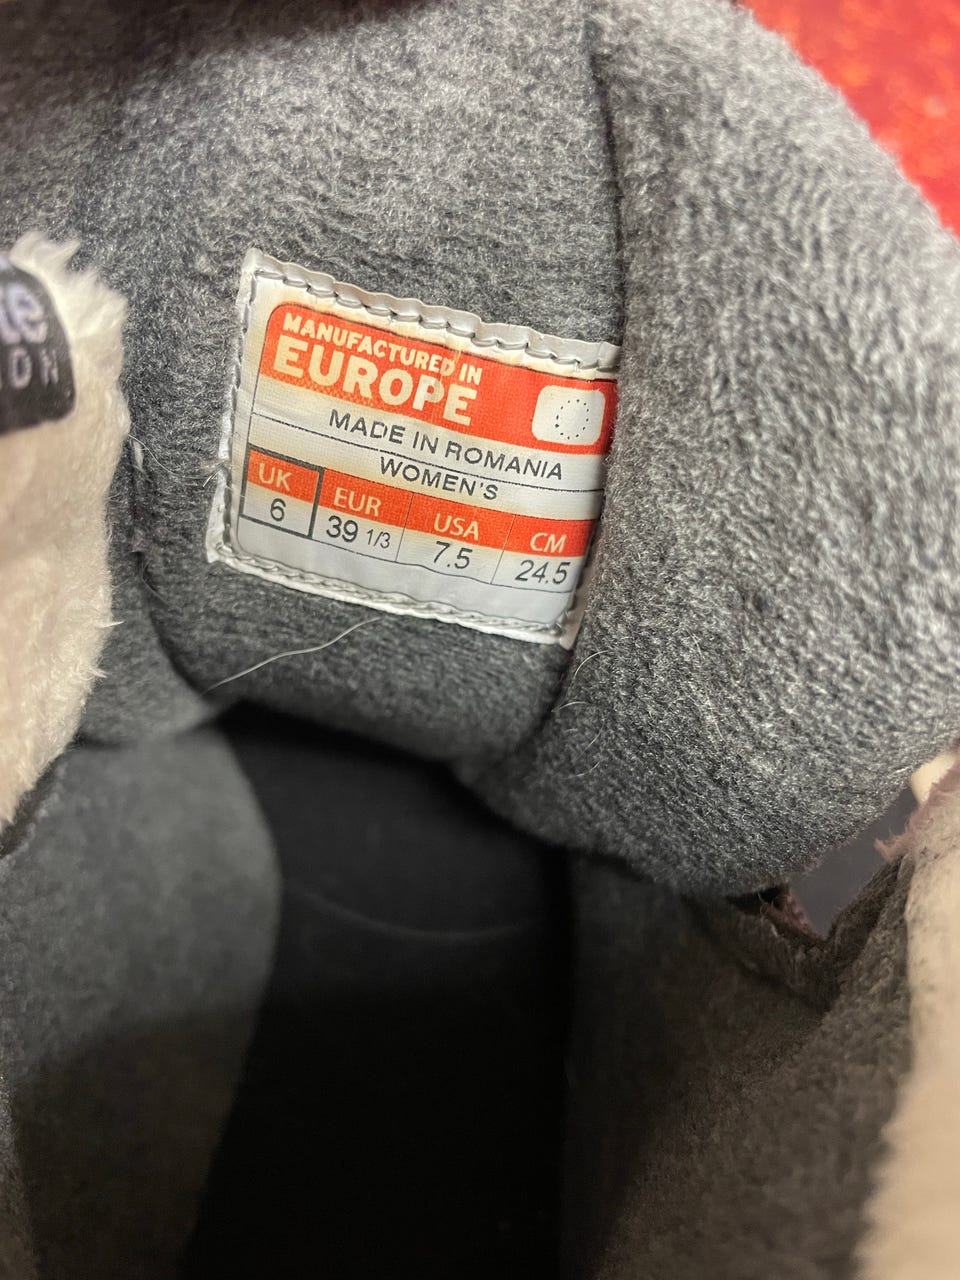 MANUFACTURED IN
EUROPE
MADE IN ROMANIA
WOMEN'S
UK EUR USA CM
6 39 1/3 7.5 24.5